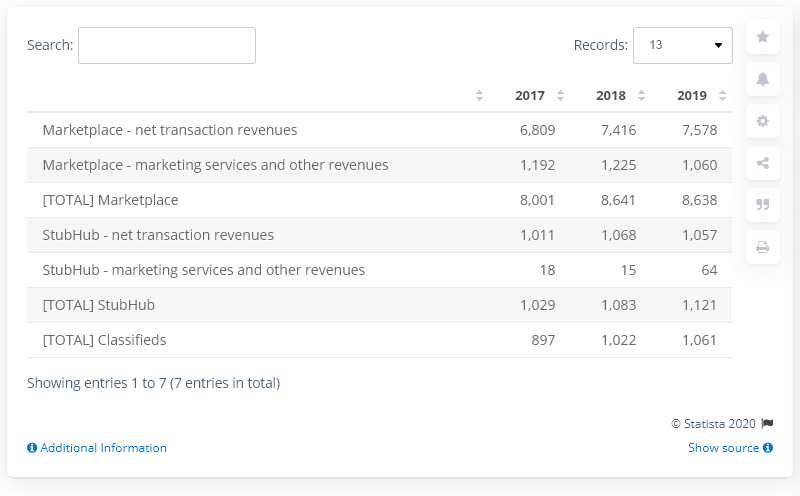 Search: Records: 13
2017 2018 2019
Marketplace - net transaction revenues 6,809 7,416 7,578
Marketplace - marketing services and other revenues 1,192 1,225 1,060
[TOTAL] Marketplace 8,001 8,641 8,638
StubHub - net transaction revenues 1,011 1,068 1,057
StubHub - marketing services and other revenues 18 15 64
[TOTAL] StubHub 1,029 1,083 1,121
[TOTAL] Classifieds 897 1,022 1,061
Showing entries 1 to 7 (7 entries in total)
© Statista 2020
Additional Information Show source